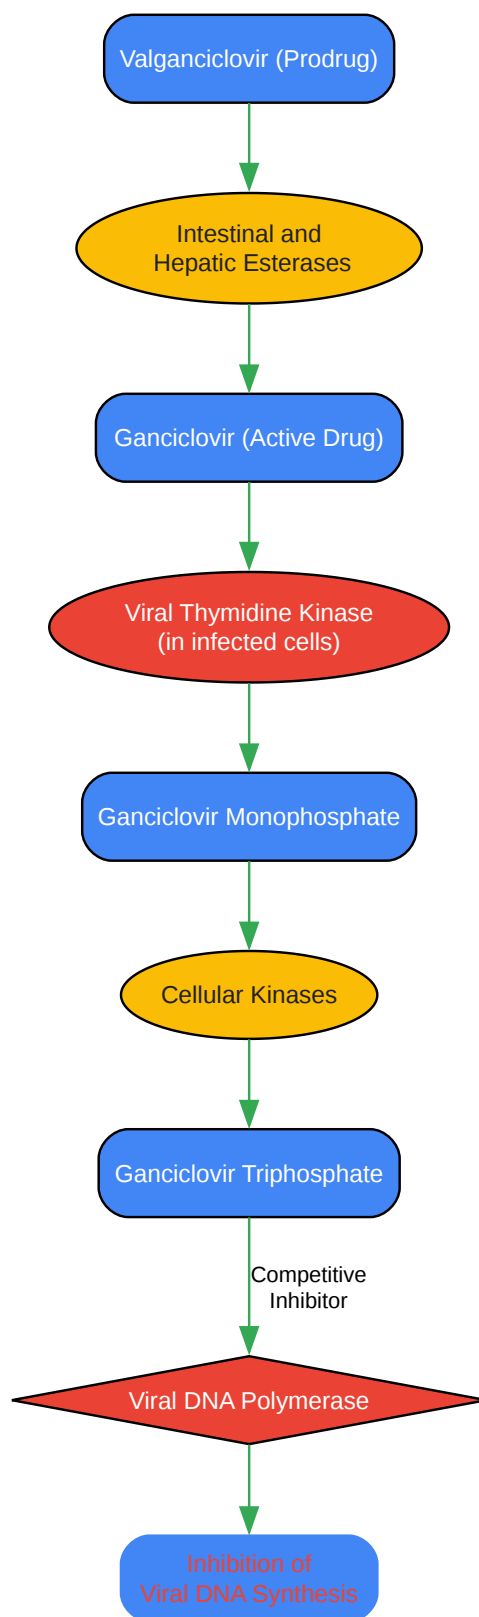 Valganciclovir (Prodrug)
Intestinal and
Hepatic Esterases
Ganciclovir (Active Drug)
Viral Thymidine Kinase
(in infected cells)
Ganciclovir Monophosphate
Cellular Kinases
Ganciclovir Triphosphate
Competitive
Inhibitor
Viral DNA Polymerase
Inhibition of
Viral DNA Synthesis